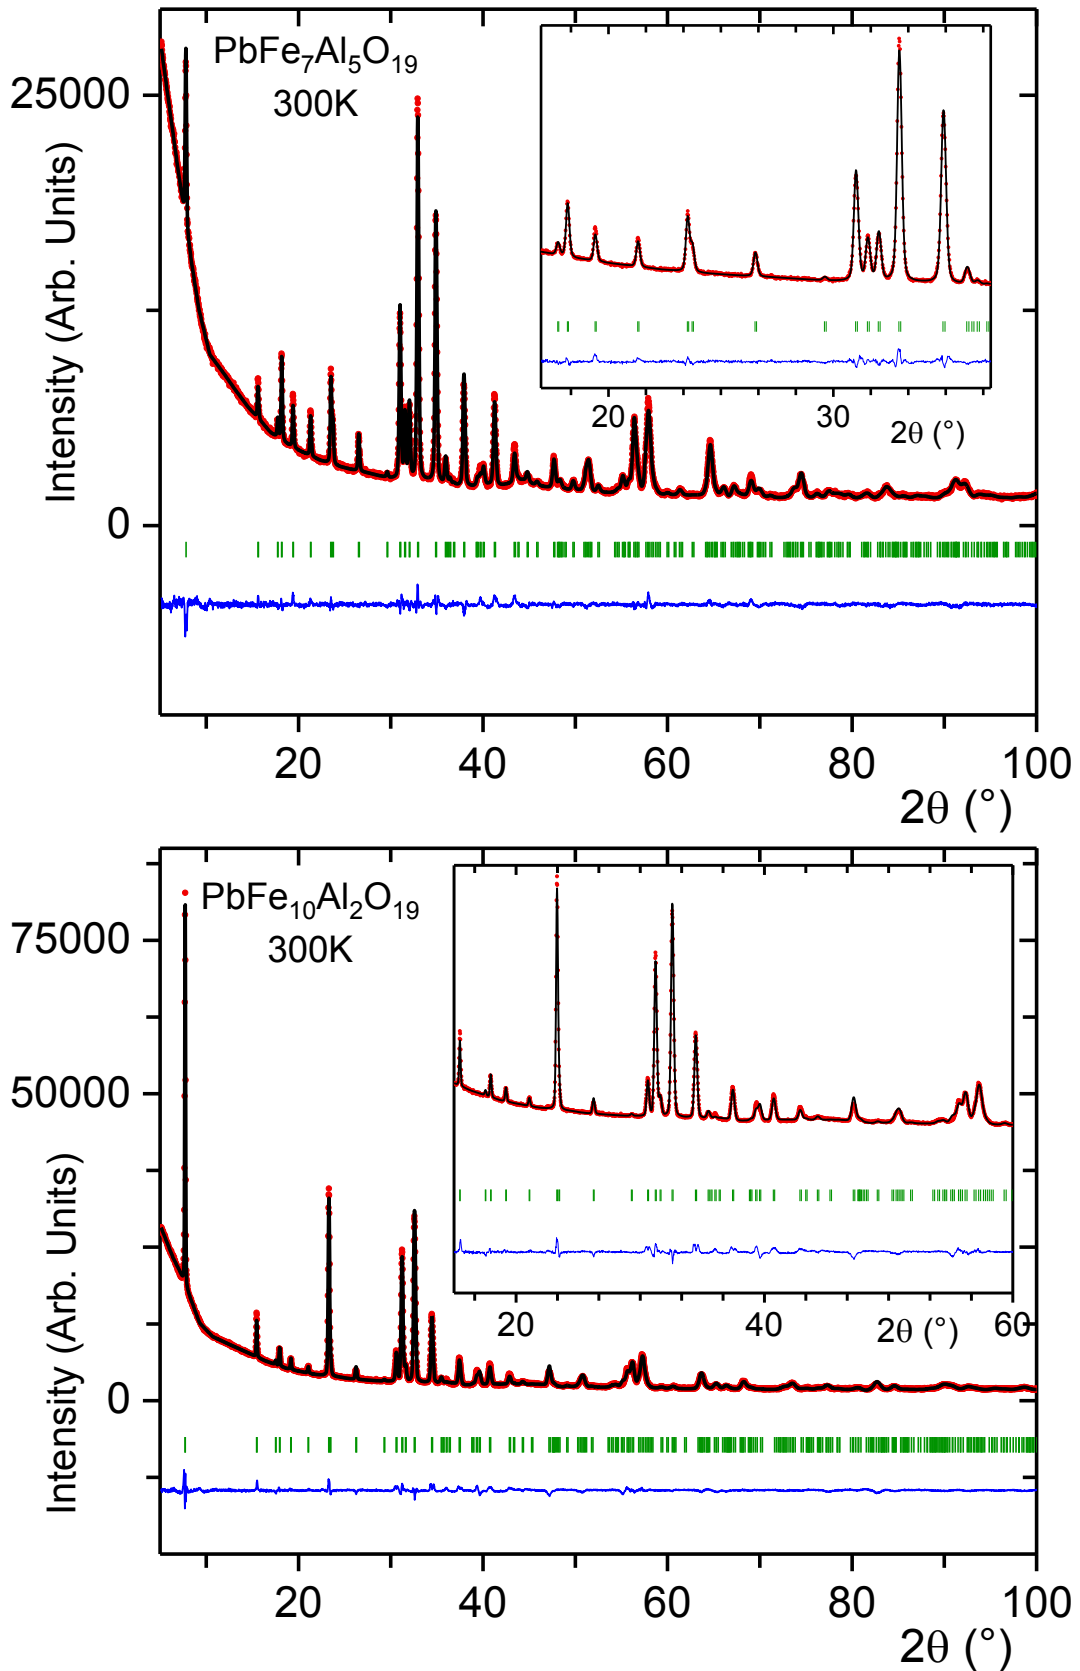 PbFe₇Al₅O₁₉
300K
25000
0
Intensity (Arb. Units)
20 30
2θ (°)
20 40 60 80 100
2θ (°)
PbFe₁₀Al₂O₁₉
300K
75000
50000
0
Intensity (Arb. Units)
20 40 2θ (°) 60
20 40 60 80 100
2θ (°)